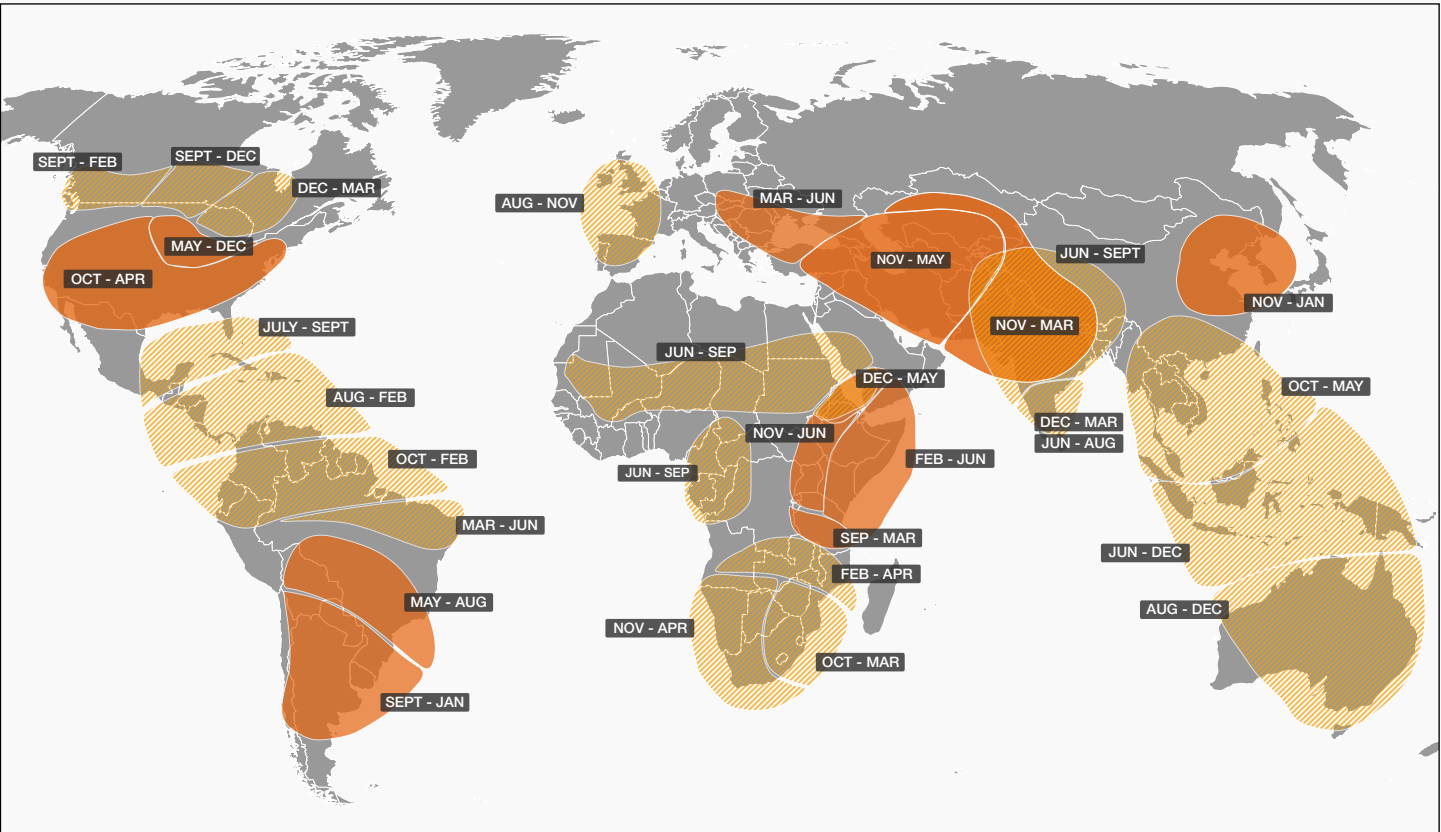 SEPT - FEB
SEPT - DEC
DEC - MAR
MAY - DEC
OCT - APR
JULY - SEPT
AUG - FEB
OCT - FEB
MAR - JUN
MAY - AUG
SEPT - JAN
AUG - NOV
MAR - JUN
NOV - MAY
JUN - SEPT
NOV - JAN
NOV - MAR
JUN - SEP
DEC - MAY
OCT - MAY
DEC - MAR
JUN - AUG
NOV - JUN
FEB - JUN
JUN - SEP
SEP - MAR
JUN - DEC
FEB - APR
AUG - DEC
NOV - APR
OCT - MAR